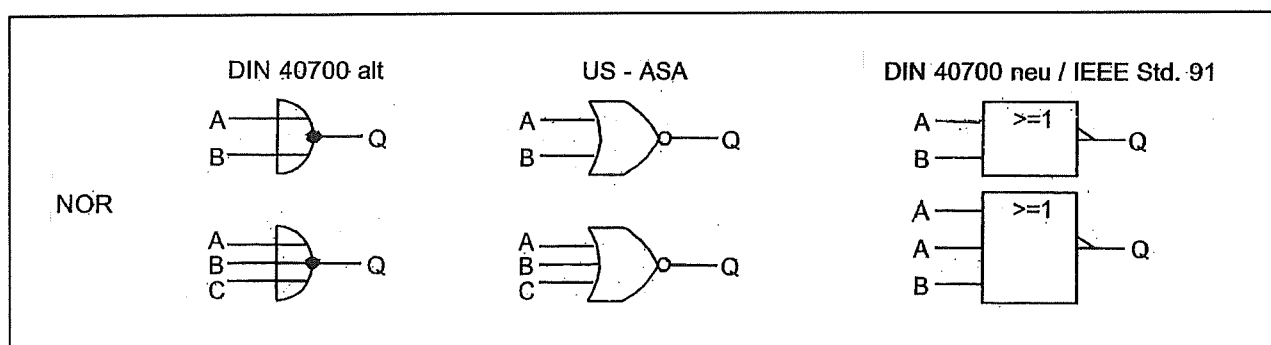 DIN 40700 alt US - ASA DIN 40700 neu / IEEE Std. 91
A B Q A B Q A B >=1 Q
NOR
A B C Q A B C Q A A B >=1 Q